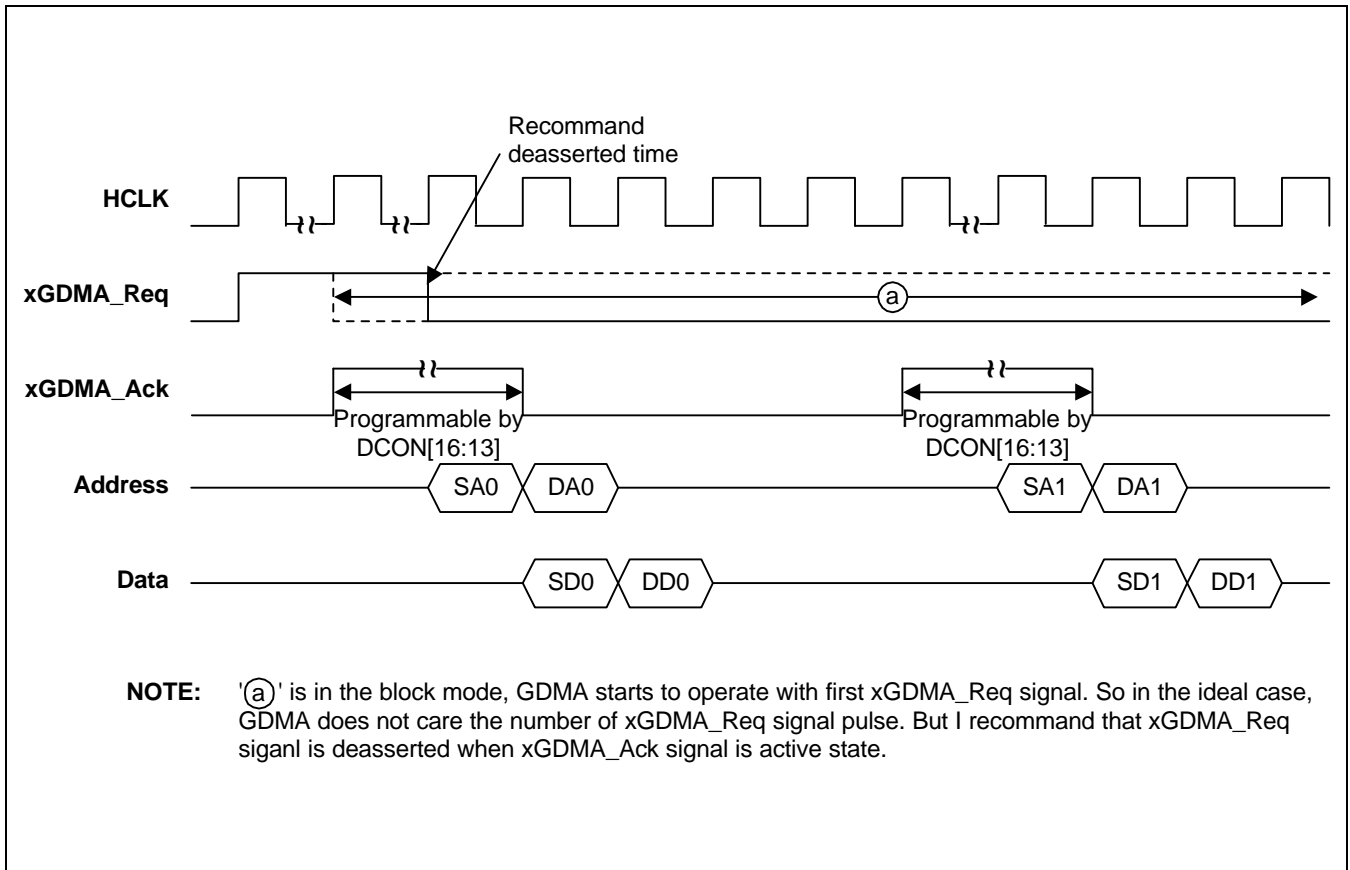 Recommand
deasserted time
HCLK
xGDMA_Req
a
xGDMA_Ack
Programmable by
DCON[16:13]
Programmable by
DCON[16:13]
Address
SA0
DA0
SA1
DA1
Data
SD0
DD0
SD1
DD1
NOTE: 'ⓐ' is in the block mode, GDMA starts to operate with first xGDMA_Req signal. So in the ideal case,
GDMA does not care the number of xGDMA_Req signal pulse. But I recommand that xGDMA_Req
siganl is deasserted when xGDMA_Ack signal is active state.